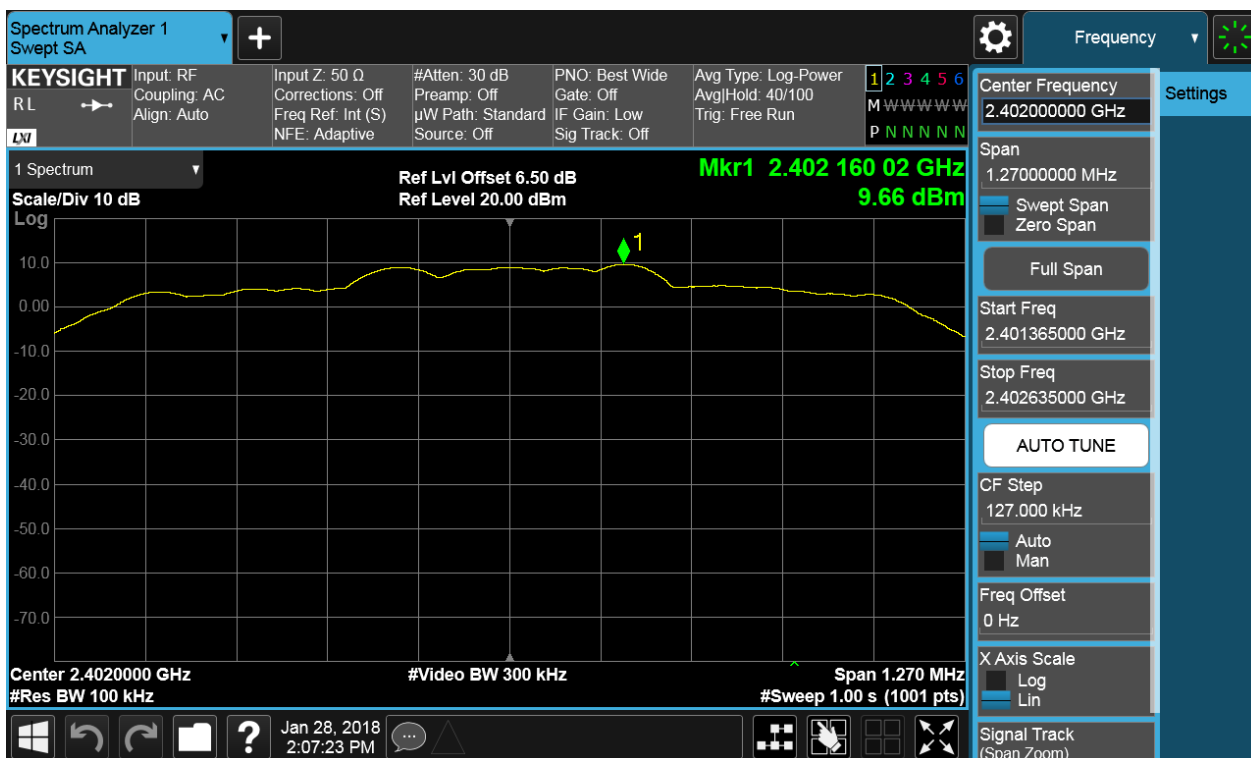 Spectrum Analyzer 1
Swept SA
+
Frequency
KEYSIGHT
R L
LXI
Input: RF
Coupling: AC
Align: Auto
Input Z: 50 Ω
Corrections: Off
Freq Ref: Int (S)
NFE: Adaptive
#Atten: 30 dB
Preamp: Off
µW Path: Standard
Source: Off
PNO: Best Wide
Gate: Off
IF Gain: Low
Sig Track: Off
Avg Type: Log-Power
Avg|Hold: 40/100
Trig: Free Run
1 2 3 4 5 6
M W W W W W W
P N N N N N
1 Spectrum
Scale/Div 10 dB
Log
Ref Lvl Offset 6.50 dB
Ref Level 20.00 dBm
Mkr1 2.402 160 02 GHz
9.66 dBm
1
10.0
0.00
-10.0
-20.0
-30.0
-40.0
-50.0
-60.0
-70.0
Center 2.4020000 GHz
#Video BW 300 kHz
Span 1.270 MHz
#Res BW 100 kHz
#Sweep 1.00 s (1001 pts)
?
Jan 28, 2018
2:07:23 PM
Center Frequency
2.402000000 GHz
Settings
Span
1.27000000 MHz
Swept Span
Zero Span
Full Span
Start Freq
2.401365000 GHz
Stop Freq
2.402635000 GHz
AUTO TUNE
CF Step
127.000 kHz
Auto
Man
Freq Offset
0 Hz
X Axis Scale
Log
Lin
Signal Track
(Span Zoom)